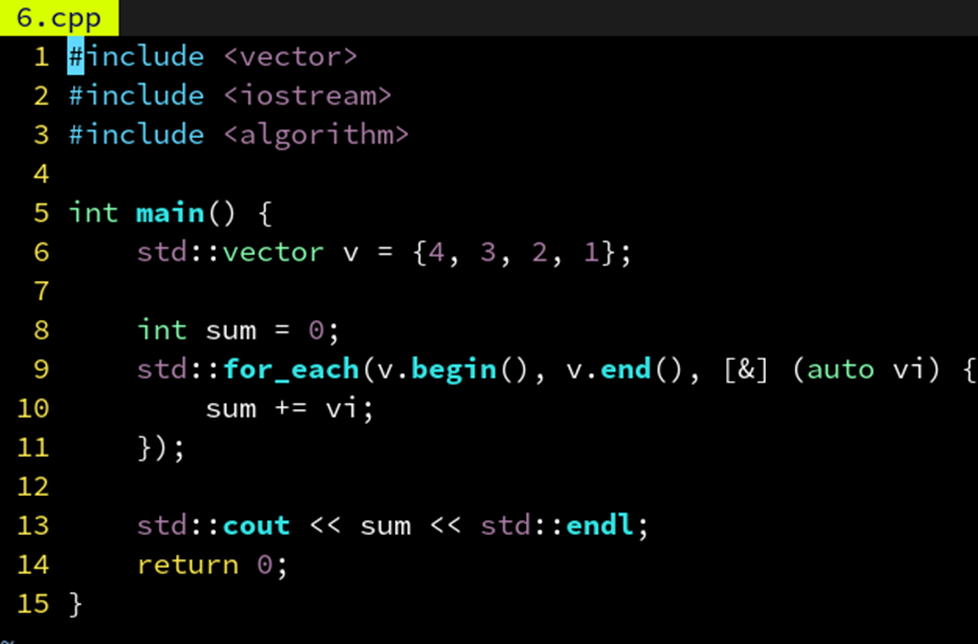 6.cpp
1 #include <vector>
2 #include <iostream>
3 #include <algorithm>
4
5 int main() {
6     std::vector v = {4, 3, 2, 1};
7
8     int sum = 0;
9     std::for_each(v.begin(), v.end(), [&] (auto vi) {
10         sum += vi;
11     });
12
13     std::cout << sum << std::endl;
14     return 0;
15 }
~